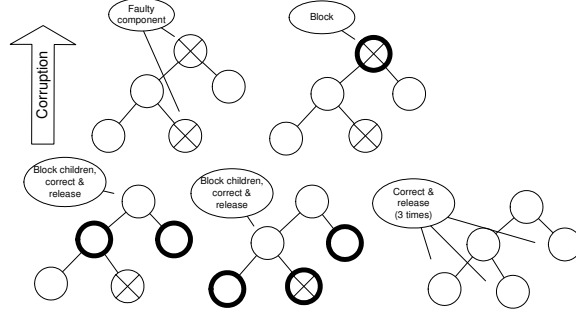 Faulty
component
Block
Corruption
Block children,
correct &
release
Block children,
correct &
release
Correct &
release
(3 times)